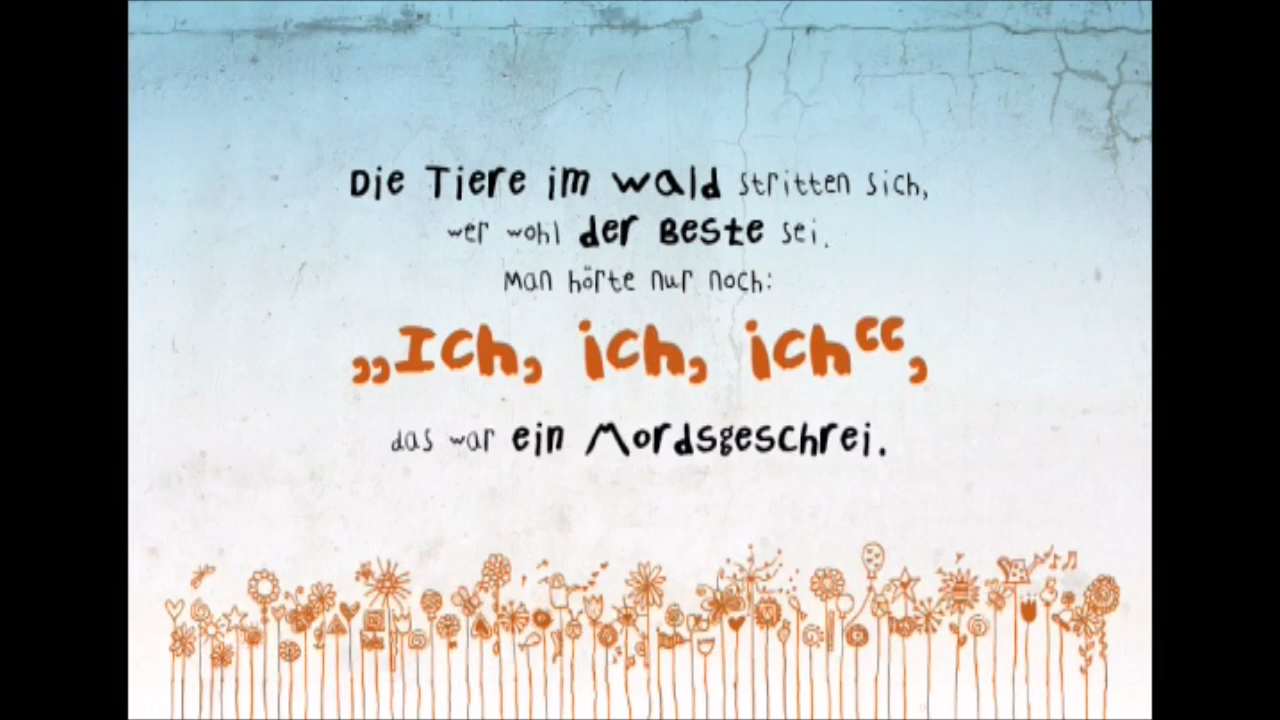 Die Tiere im Wald stritten sich,
wer wohl der Beste sei.
Man hörte nur noch:
„Ich, ich, ich“,
das war ein Mordsgeschrei.